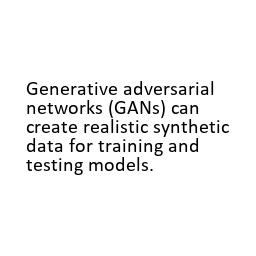 Generative adversarial
networks (GANs) can
create realistic synthetic
data for training and
testing models.